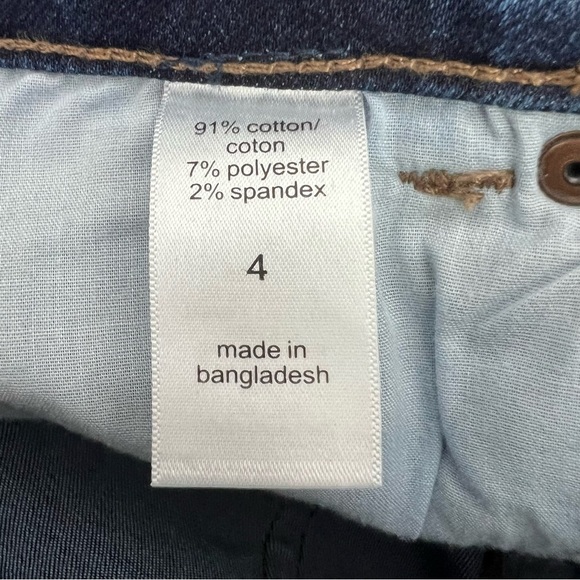 91% cotton/
coton
7% polyester
2% spandex
4
made in
bangladesh